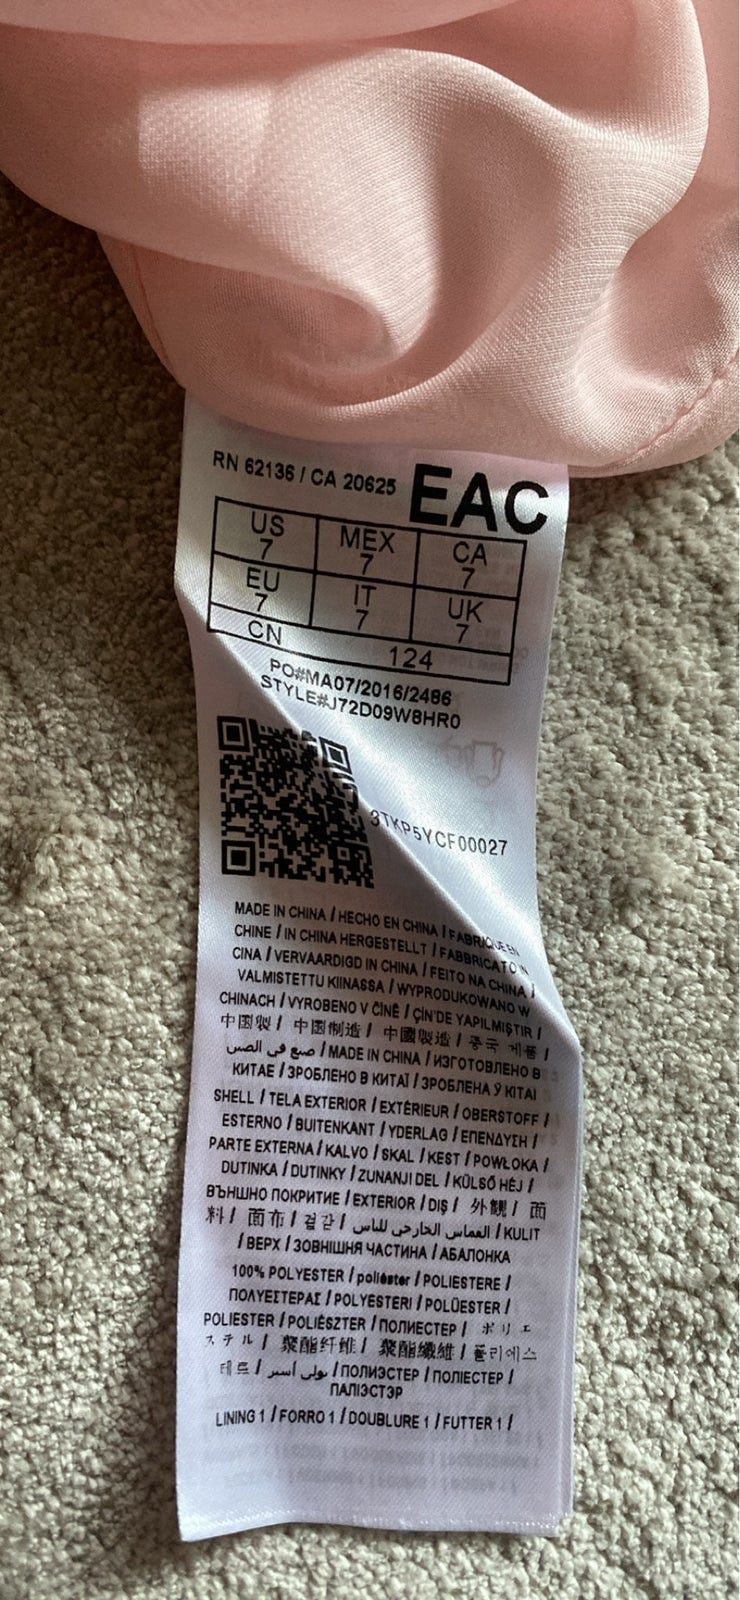 RN 62136 / CA 20625 EAC
US MEX CA
7 7 7
EU IT UK
7 7 7
CN 124
PO#MA07/2016/2486
STYLE#J72D09W8HR0
3TKP5YCF00027
MADE IN CHINA / HECHO EN CHINA / FABRIQUE EN
CHINE / IN CHINA HERGESTELLT / FABBRICATO IN
CINA / VERVAARDIGD IN CHINA / FEITO NA CHINA /
VALMISTETTU KIINASSA / WYPRODUKOWANO W
CHINACH / VYROBENO V ČÍNĚ / ÇİN'DE YAPILMIŞTIR /
中国製 / 中国制造 / 中國製造 / 중국 제품 /
صنع في الصين / MADE IN CHINA / ИЗГОТОВЛЕНО В
КИТАЕ / ЗРОБЛЕНО В КИТАЇ / ЗРОБЛЕНА Ў КІТАІ
SHELL / TELA EXTERIOR / EXTÉRIEUR / OBERSTOFF /
ESTERNO / BUITENKANT / YDERLAG / ΕΠΕΝΔΥΣΗ /
PARTE EXTERNA / KALVO / SKAL / KEST / POWŁOKA /
DUTINKA / DUTINKY / ZUNANJI DEL / KÜLSŐ HÉJ /
ВЪНШНО ПОКРИТИЕ / EXTERIOR / DIŞ / 外観 / 面
料 / 面布 / 겉감 / القماس الخارجي للباس / KULIT
/ ВЕРХ / ЗОВНІШНЯ ЧАСТИНА / АБАЛОНКА
100% POLYESTER / poliéster / POLIESTERE /
ΠΟΛΥΕΣΤΕΡΑΣ / POLYESTERI / POLÜESTER /
POLIESTER / POLIÉSZTER / ПОЛИЕСТЕР / ポリエ
ステル / 聚酯纤维 / 聚酯纖維 / 폴리에스
테르 / بولي استر / ПОЛИЭСТЕР / ПОЛІЕСТЕР /
ПАЛІЭСТЭР
LINING 1 / FORRO 1 / DOUBLURE 1 / FUTTER 1 /